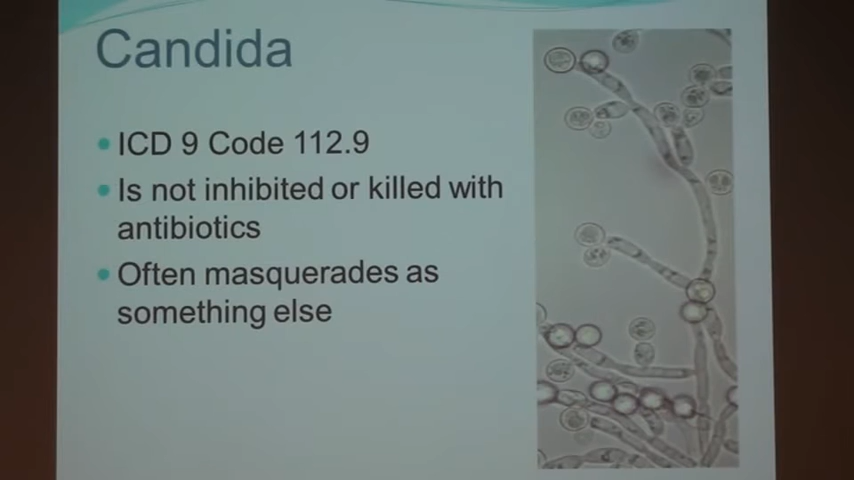 Candida
ICD 9 Code 112.9
Is not inhibited or killed with
antibiotics
Often masquerades as
something else